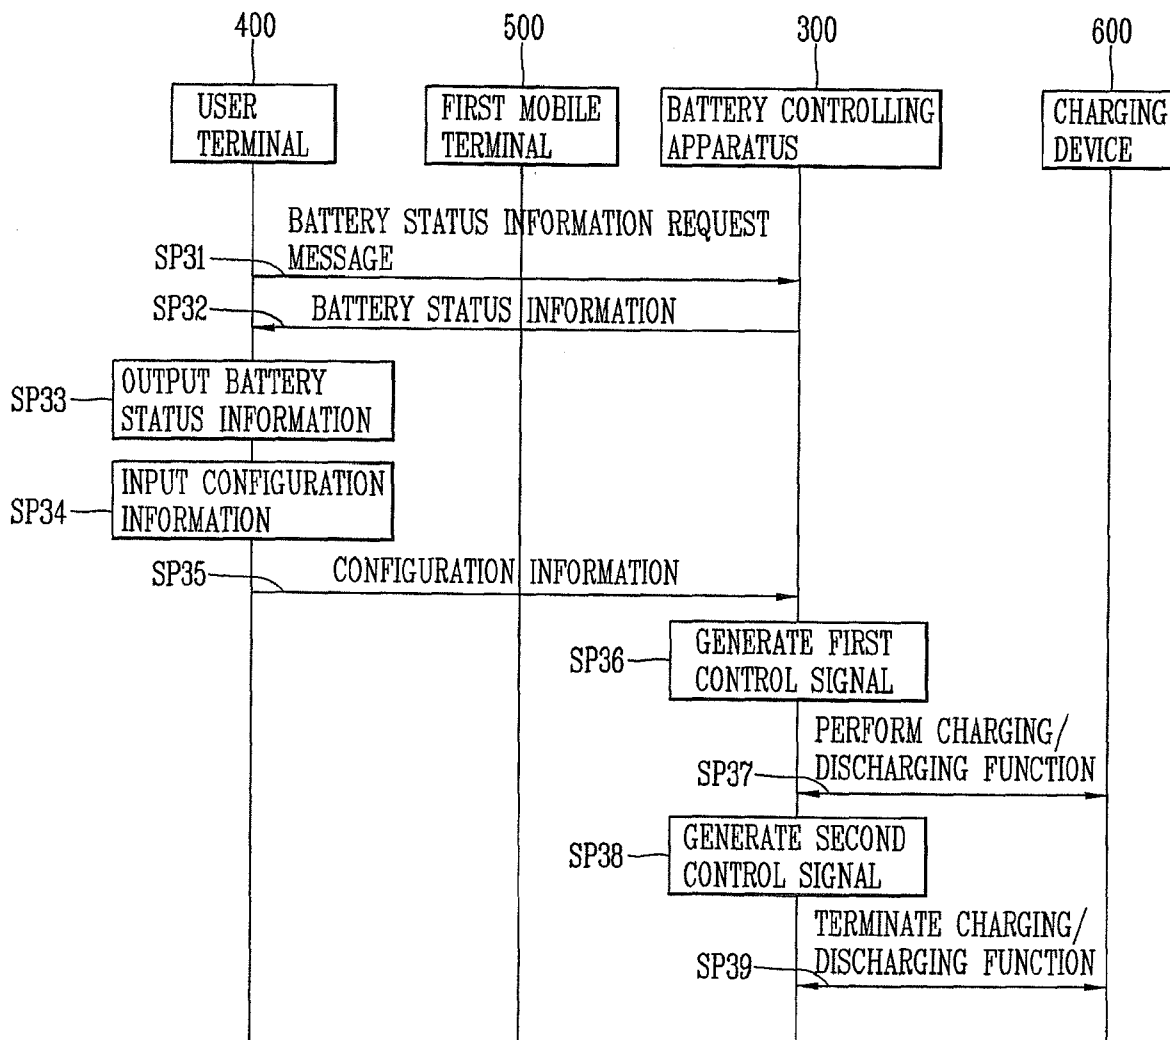 400
500
300
600
USER
TERMINAL
FIRST MOBILE
TERMINAL
BATTERY CONTROLLING
APPARATUS
CHARGING
DEVICE
BATTERY STATUS INFORMATION REQUEST
MESSAGE
SP31
SP32
BATTERY STATUS INFORMATION
SP33
OUTPUT BATTERY
STATUS INFORMATION
SP34
INPUT CONFIGURATION
INFORMATION
SP35
CONFIGURATION INFORMATION
SP36
GENERATE FIRST
CONTROL SIGNAL
PERFORM CHARGING/
DISCHARGING FUNCTION
SP37
SP38
GENERATE SECOND
CONTROL SIGNAL
TERMINATE CHARGING/
DISCHARGING FUNCTION
SP39